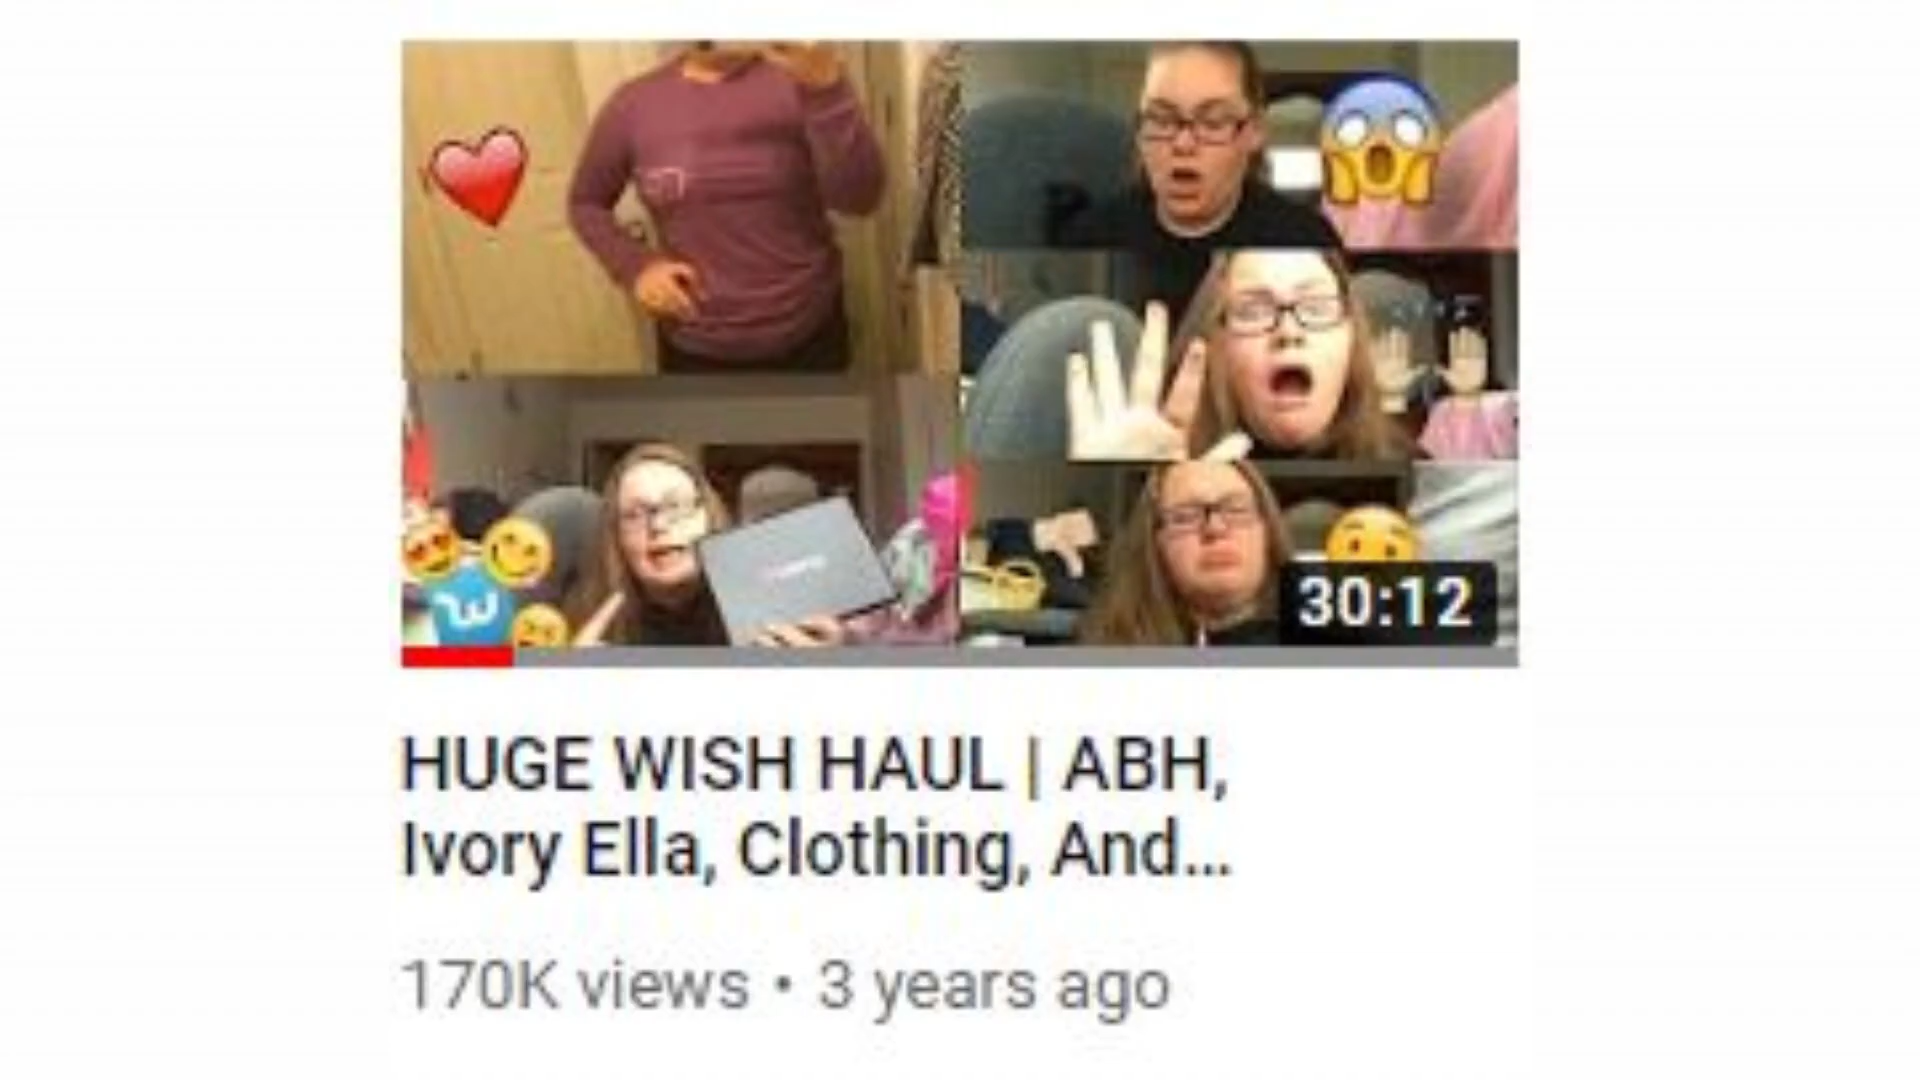 W
30:12
HUGE WISH HAUL | ABH,
Ivory Ella, Clothing, And...
170K views • 3 years ago